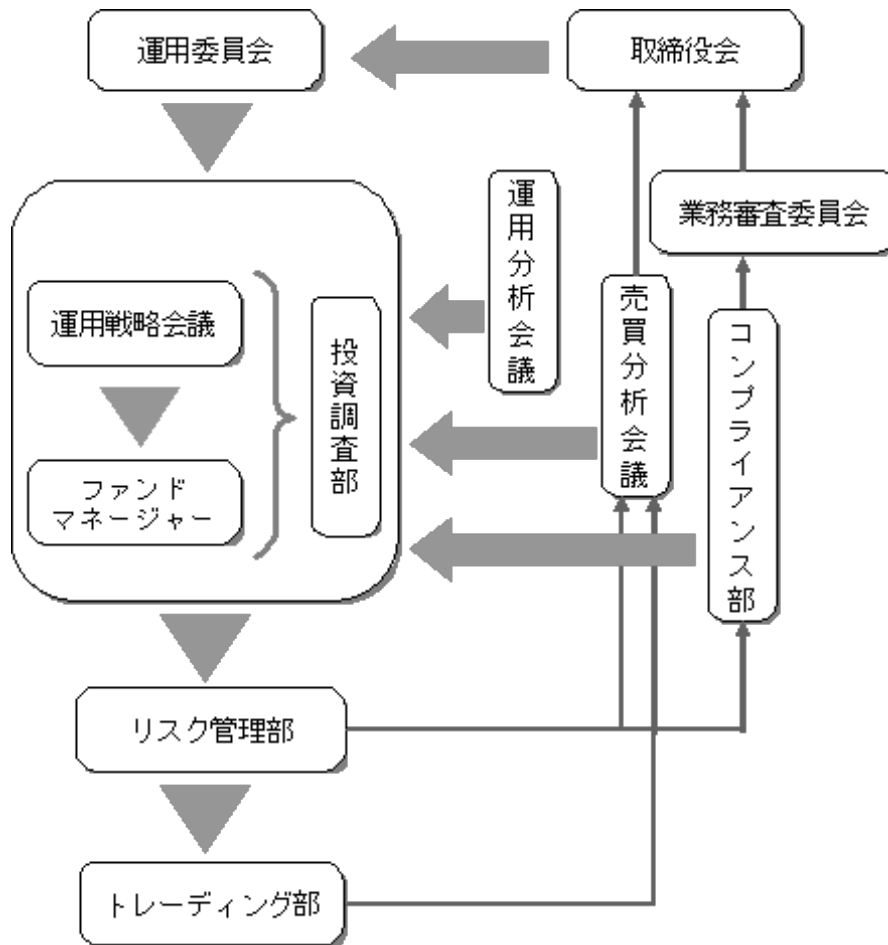 運用委員会
取締役会
業務審査委員会
運用分析会議
売買分析会議
コンプライアンス部
運用戦略会議
投資調査部
ファンド
マネージャー
リスク管理部
トレーディング部